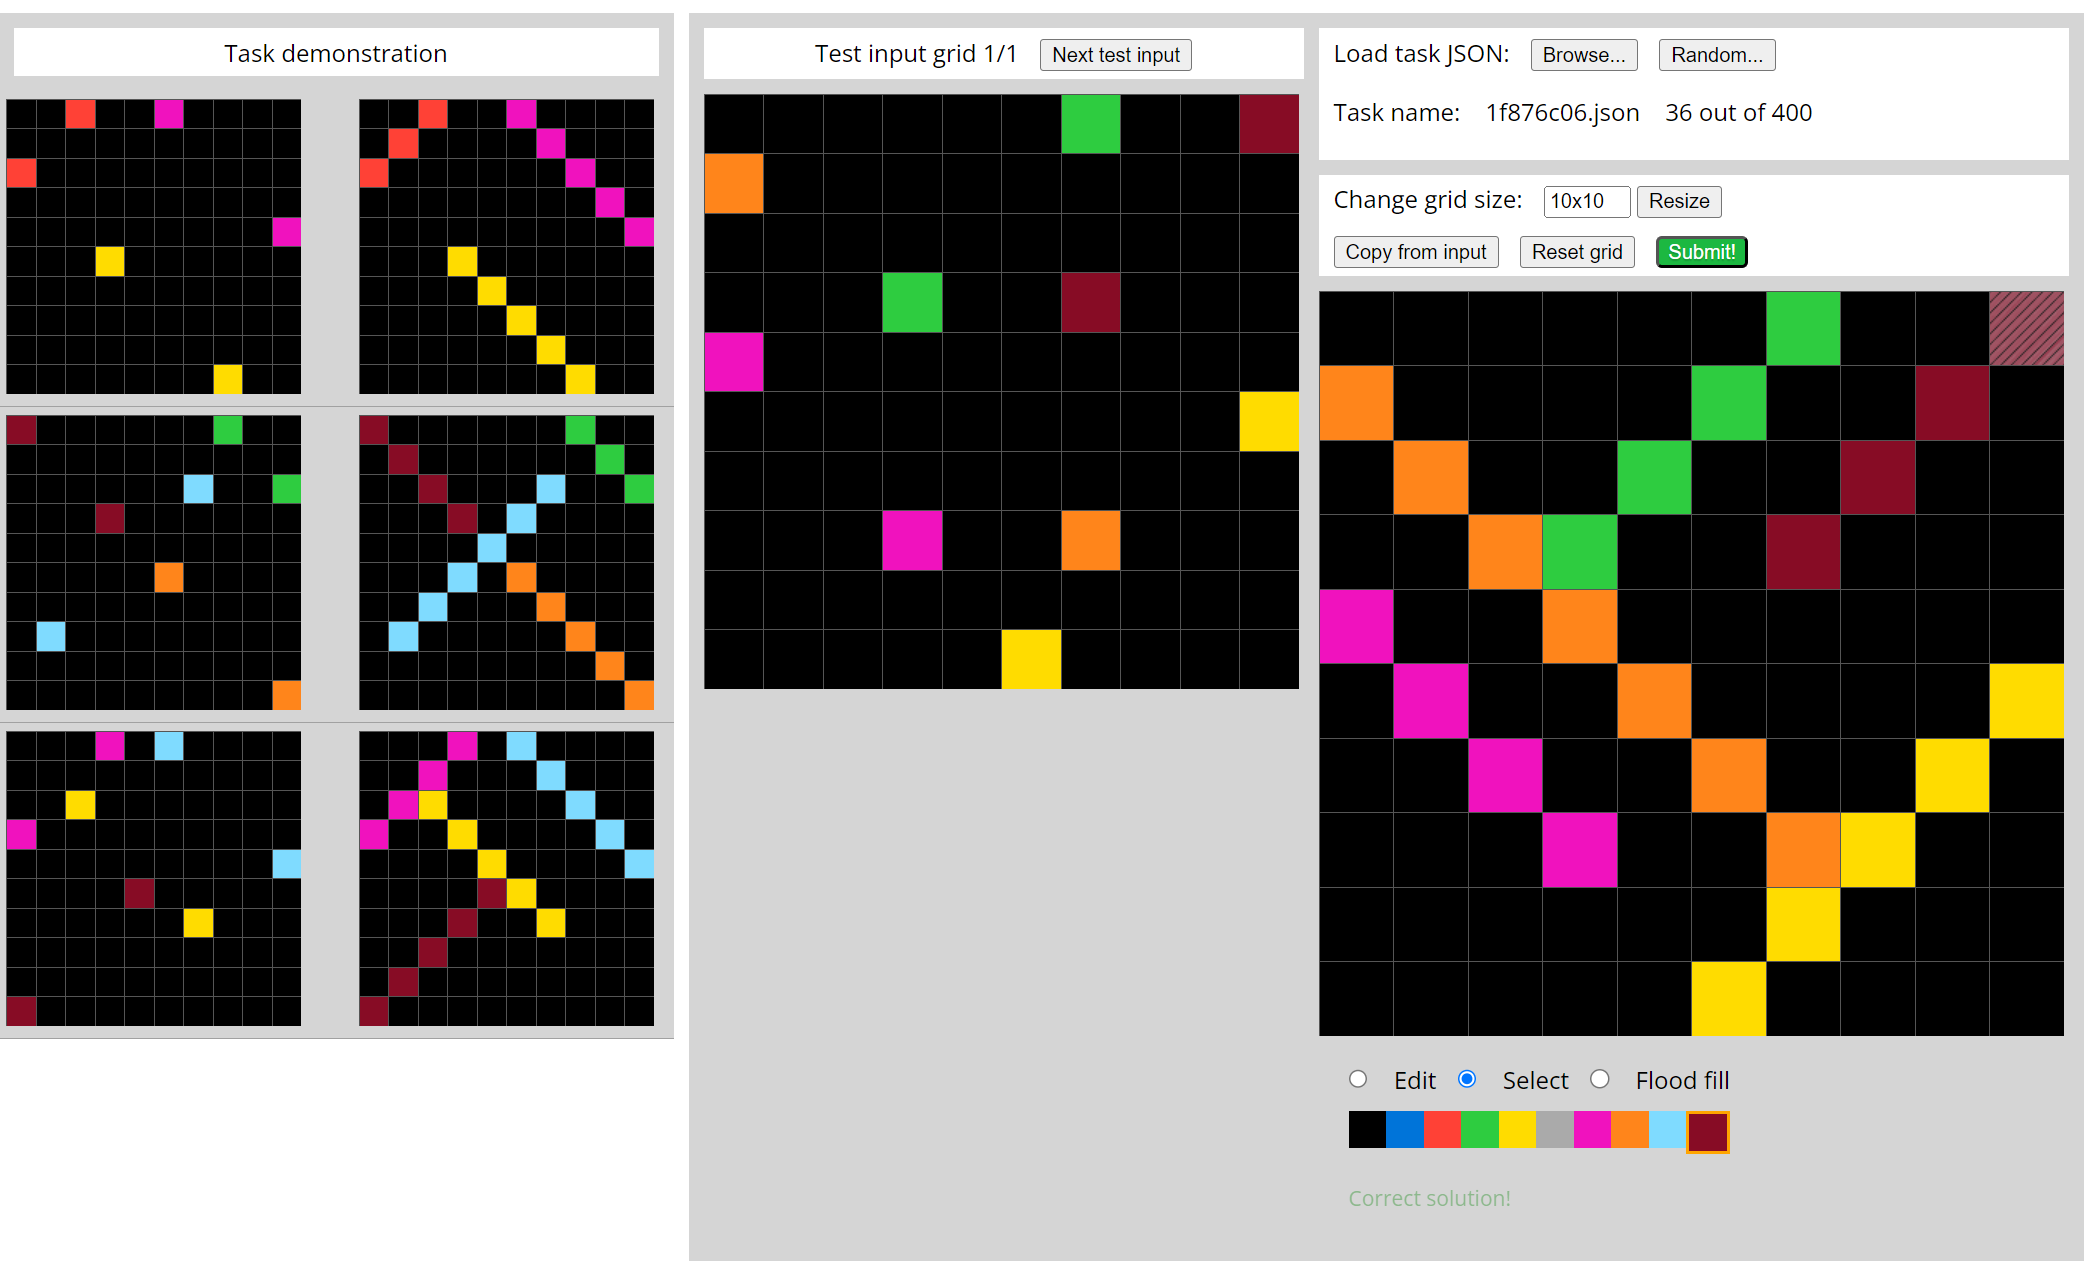 Task demonstration
Test input grid 1/1 Next test input
Load task JSON: Browse... Random...
Task name: 1f876c06.json 36 out of 400
Change grid size: 10x10 Resize
Copy from input Reset grid Submit!
Edit Select Flood fill
Correct solution!